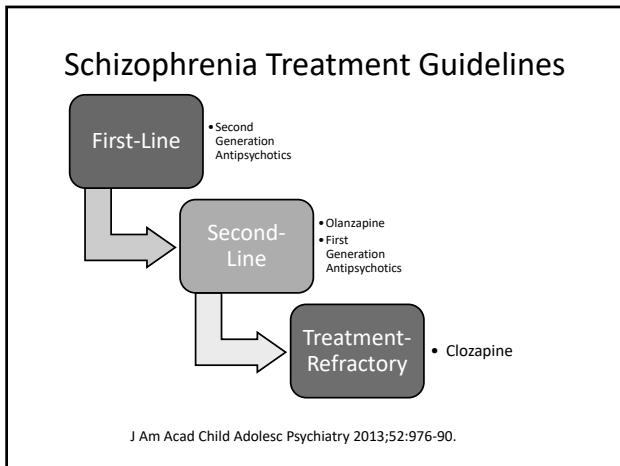 Schizophrenia Treatment Guidelines
First-Line
• Second
Generation
Antipsychotics
Second-
Line
• Olanzapine
• First
Generation
Antipsychotics
Treatment-
Refractory
• Clozapine
J Am Acad Child Adolesc Psychiatry 2013;52:976-90.